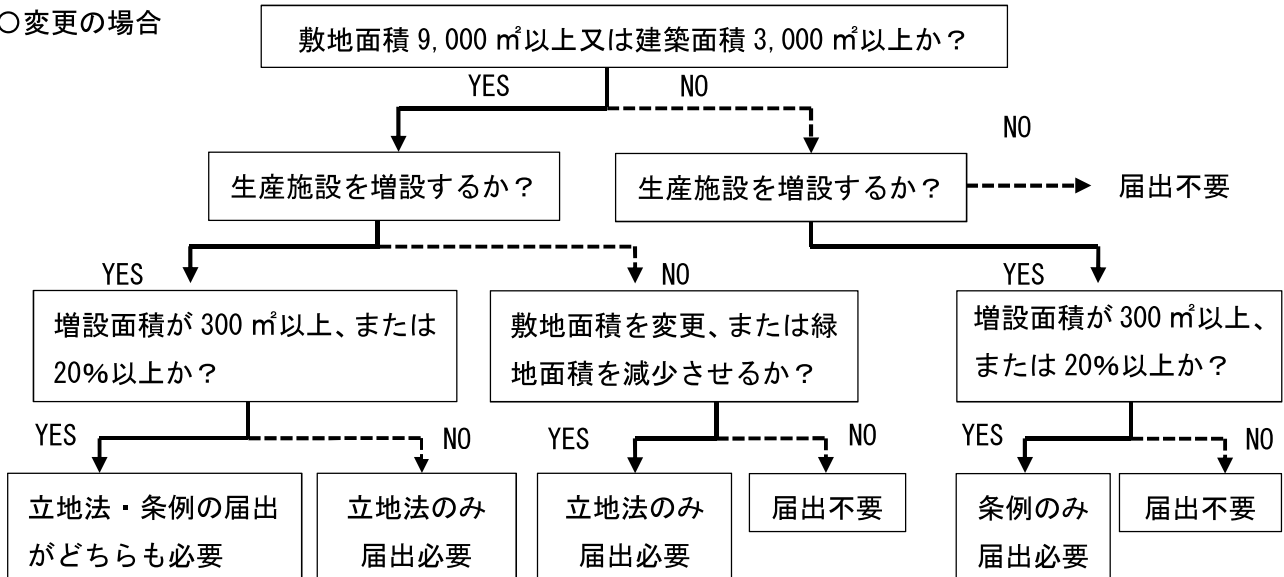 ○変更の場合
敷地面積 9,000 ㎡以上又は建築面積 3,000 ㎡以上か？
YES
NO
NO
生産施設を増設するか？
生産施設を増設するか？
届出不要
YES
NO
YES
増設面積が 300 ㎡以上、または
20%以上か？
敷地面積を変更、または緑
地面積を減少させるか？
増設面積が 300 ㎡以上、
または 20%以上か？
YES
NO
YES
NO
YES
NO
立地法・条例の届出
がどちらも必要
立地法のみ
届出必要
立地法のみ
届出必要
届出不要
条例のみ
届出必要
届出不要